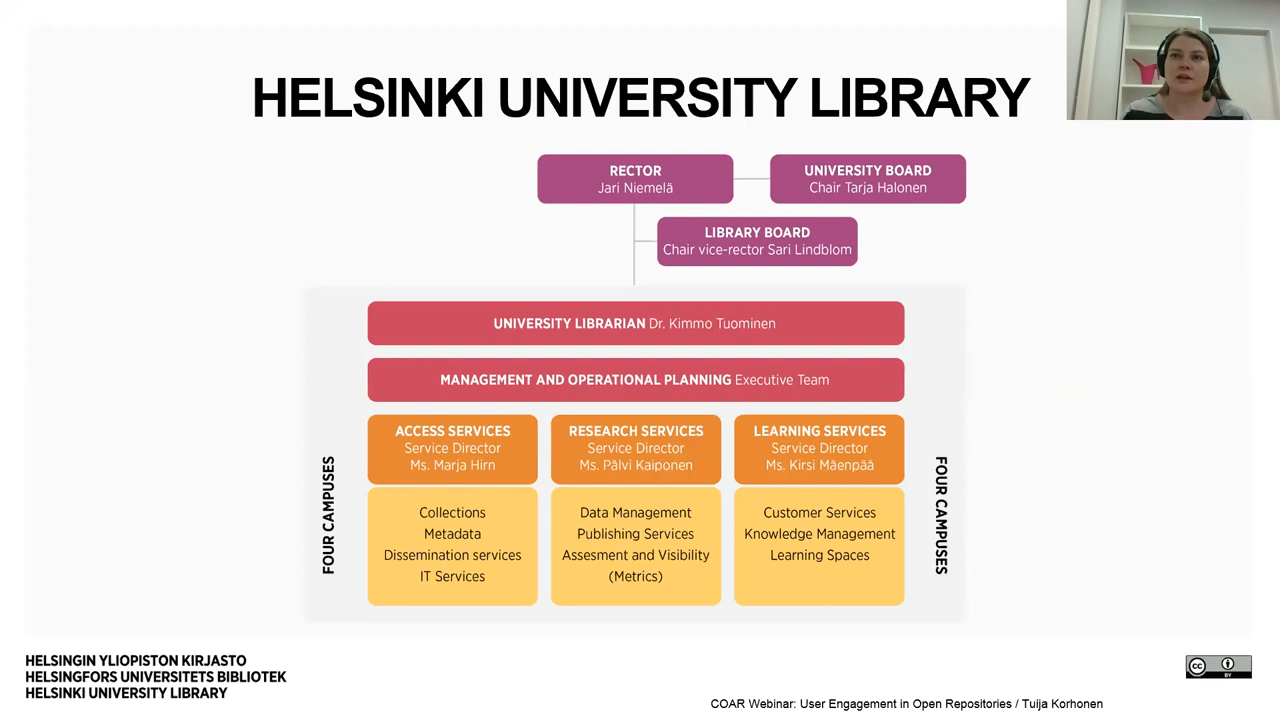 HELSINKI UNIVERSITY LIBRARY
RECTOR
Jari Niemelä
UNIVERSITY BOARD
Chair Tarja Halonen
LIBRARY BOARD
Chair vice-rector Sari Lindblom
UNIVERSITY LIBRARIAN Dr. Kimmo Tuominen
MANAGEMENT AND OPERATIONAL PLANNING Executive Team
FOUR CAMPUSES
ACCESS SERVICES
Service Director
Ms. Marja Hirn
Collections
Metadata
Dissemination services
IT Services
RESEARCH SERVICES
Service Director
Ms. Pälvi Kaiponen
Data Management
Publishing Services
Assesment and Visibility
(Metrics)
LEARNING SERVICES
Service Director
Ms. Kirsi Mäenpää
Customer Services
Knowledge Management
Learning Spaces
FOUR CAMPUSES
HELSINGIN YLIOPISTON KIRJASTO
HELSINGFORS UNIVERSITETS BIBLIOTEK
HELSINKI UNIVERSITY LIBRARY
cc
BY
COAR Webinar: User Engagement in Open Repositories / Tuija Korhonen